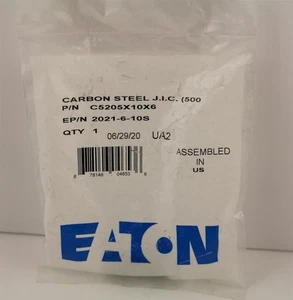 CARBON STEEL J.I.C. (500
P/N C5205X10X6
EP/N 2021-6-10S
QTY 1 06/29/20 UA2
ASSEMBLED
IN
US
EATON